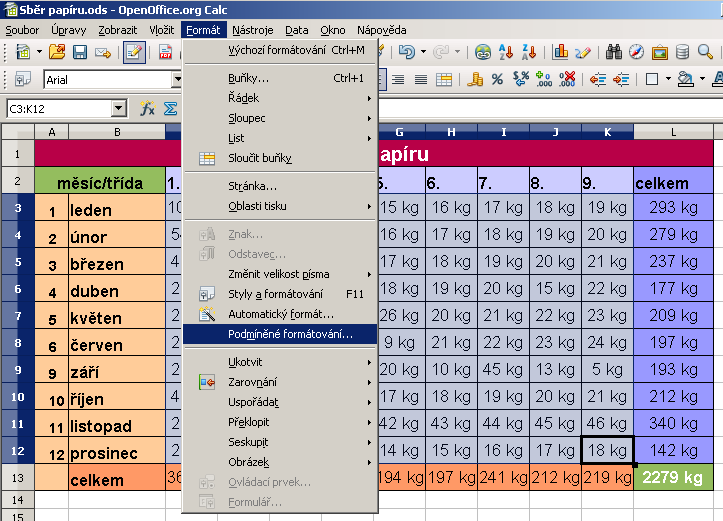 Sběr papíru.ods - OpenOffice.org Calc
Soubor Úpravy Zobrazit Vložit Formát Nástroje Data Okno Nápověda
Arial
C3:K12
Výchozí formátování Ctrl+M
Buňky... Ctrl+1
Řádek
Sloupec
List
Sloučit buňky
Stránka...
Oblasti tisku
Znak...
Odstavec...
Změnit velikost písma
Styly a formátování F11
Automatický formát...
Podmíněné formátování...
Ukotvit
Zarovnání
Uspořádat
Překlopit
Seskupit
Obrázek
Ovládací prvek...
Formulář...
A B G H I J K L
1 apíru
2 měsíc/třída 1. 5. 6. 7. 8. 9. celkem
3 1 leden 10 15 kg 16 kg 17 kg 18 kg 19 kg 293 kg
4 2 únor 54 16 kg 17 kg 18 kg 19 kg 20 kg 279 kg
5 3 březen 4 17 kg 18 kg 19 kg 20 kg 21 kg 237 kg
6 4 duben 2 18 kg 19 kg 20 kg 15 kg 22 kg 177 kg
7 5 květen 2 26 kg 20 kg 21 kg 22 kg 23 kg 209 kg
8 6 červen 2 9 kg 21 kg 22 kg 23 kg 24 kg 197 kg
9 9 září 2 20 kg 10 kg 45 kg 13 kg 5 kg 193 kg
10 10 říjen 4 17 kg 18 kg 19 kg 20 kg 21 kg 212 kg
11 11 listopad 2 42 kg 43 kg 44 kg 45 kg 46 kg 340 kg
12 12 prosinec 2 14 kg 15 kg 16 kg 17 kg 18 kg 142 kg
13 celkem 36 194 kg 197 kg 241 kg 212 kg 219 kg 2279 kg
14
15